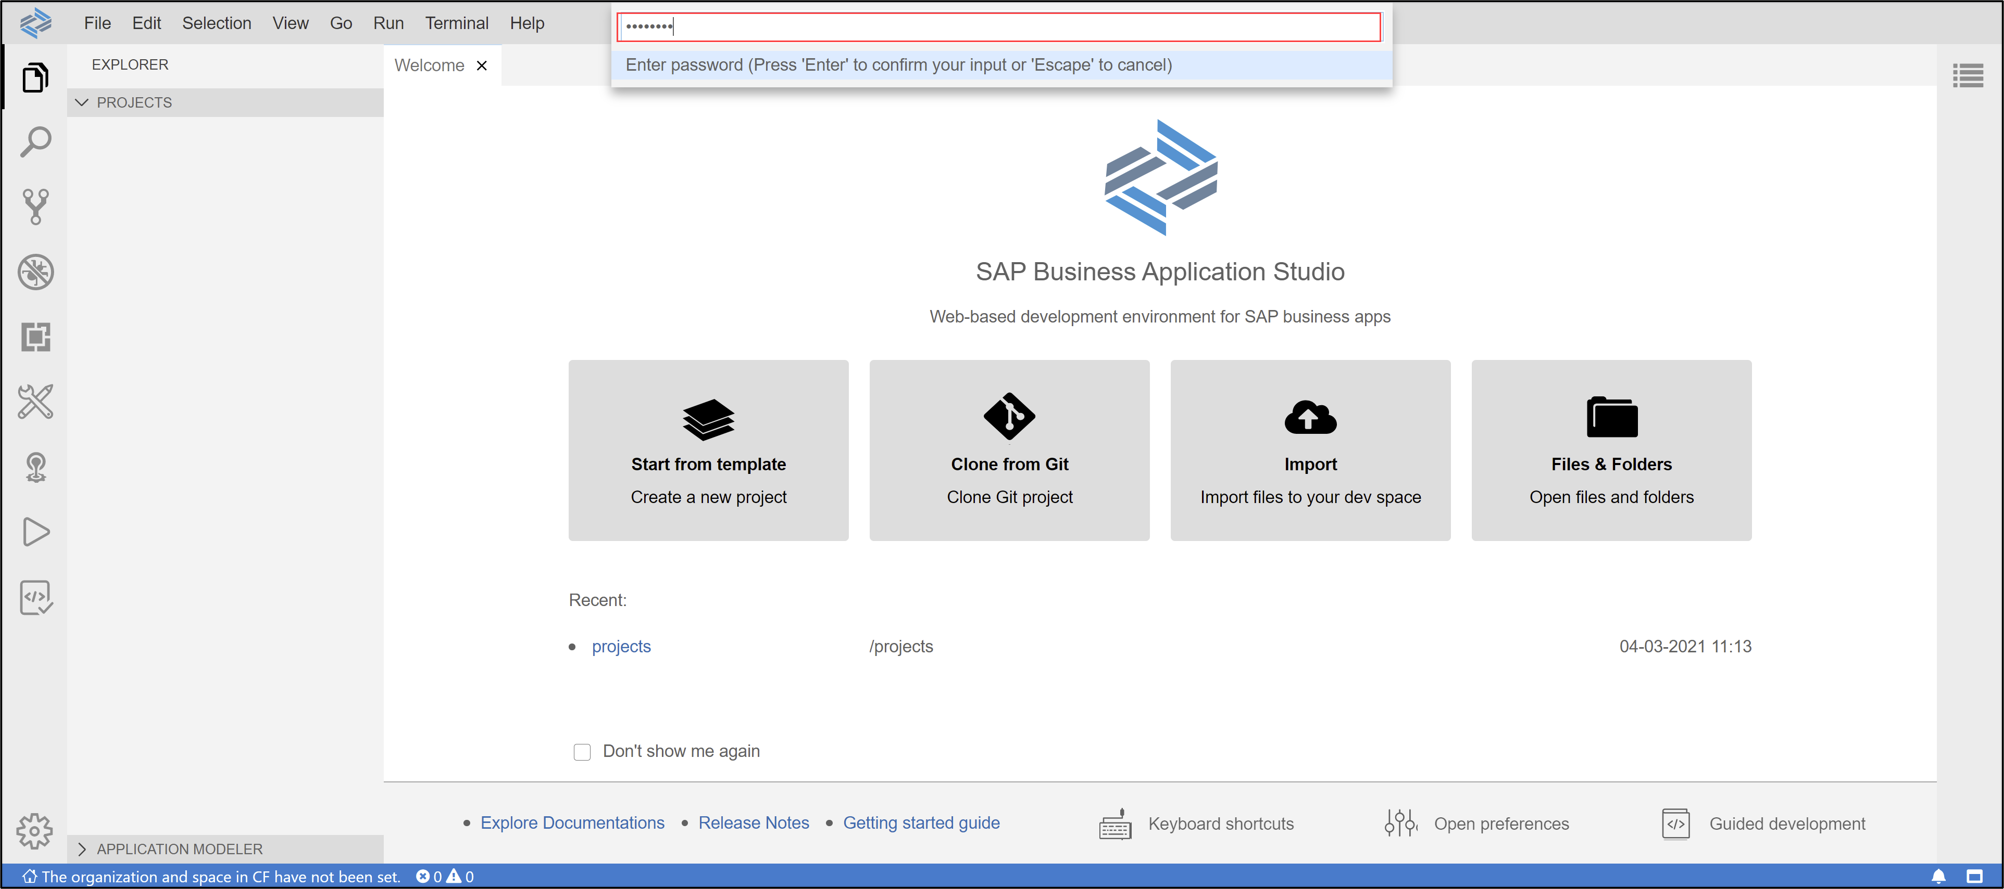 File Edit Selection View Go Run Terminal Help
••••••••
Enter password (Press 'Enter' to confirm your input or 'Escape' to cancel)
EXPLORER
PROJECTS
Welcome
SAP Business Application Studio
Web-based development environment for SAP business apps
Start from template
Create a new project
Clone from Git
Clone Git project
Import
Import files to your dev space
Files & Folders
Open files and folders
Recent:
projects /projects 04-03-2021 11:13
Don't show me again
Explore Documentations
Release Notes
Getting started guide
Keyboard shortcuts
Open preferences
Guided development
APPLICATION MODELER
The organization and space in CF have not been set. 0 0